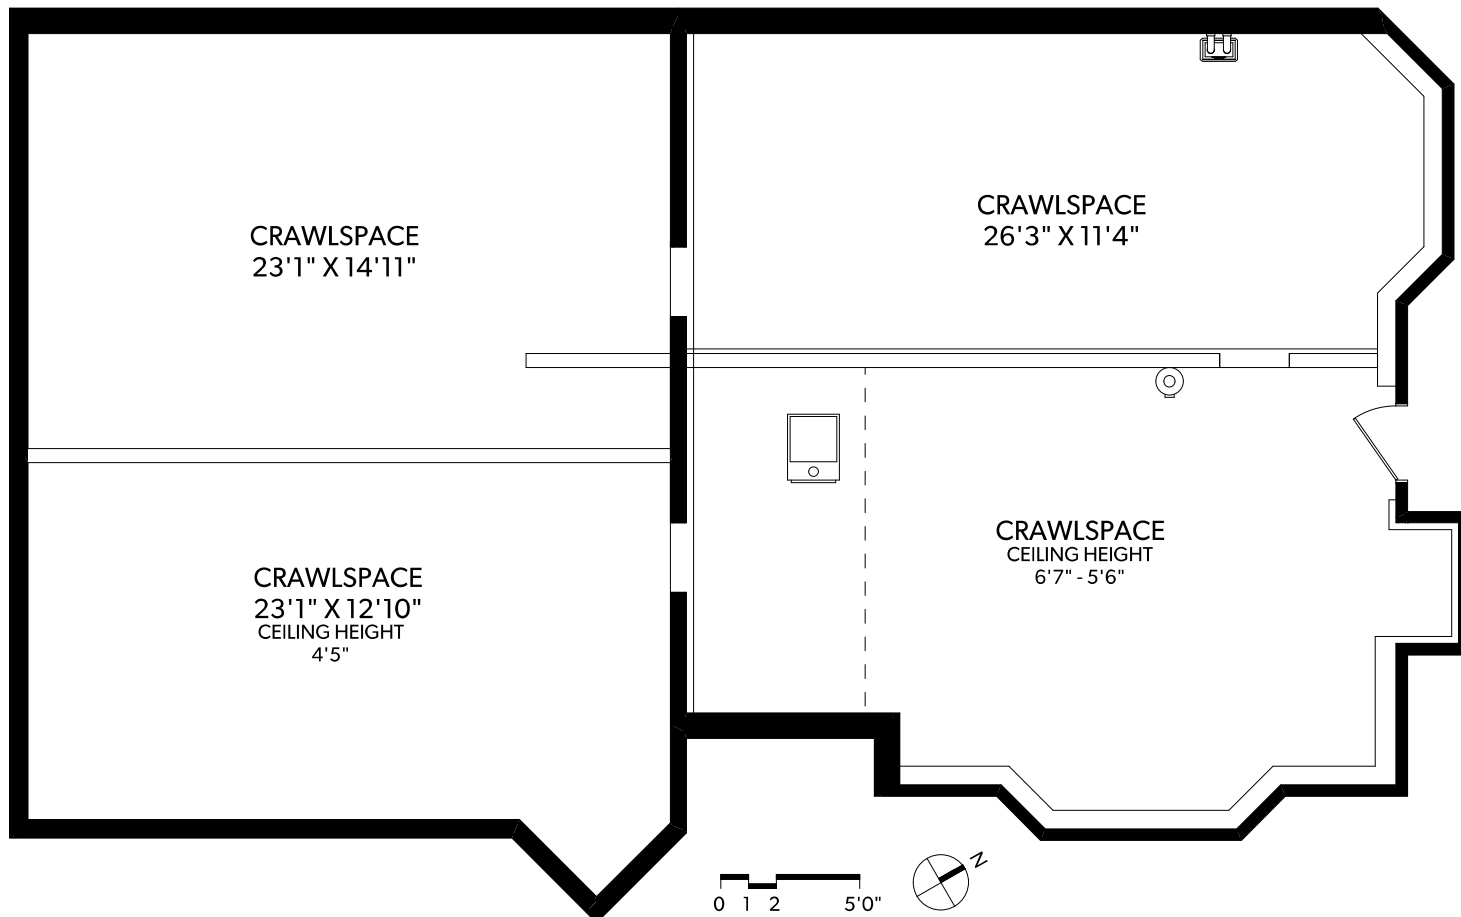 CRAWLSPACE
26'3" X 11'4"
CRAWLSPACE
23'1" X 14'11"
CRAWLSPACE
CEILING HEIGHT
6'7" - 5'6"
CRAWLSPACE
23'1" X 12'10"
CEILING HEIGHT
4'5"
N
0 1 2 5'0"